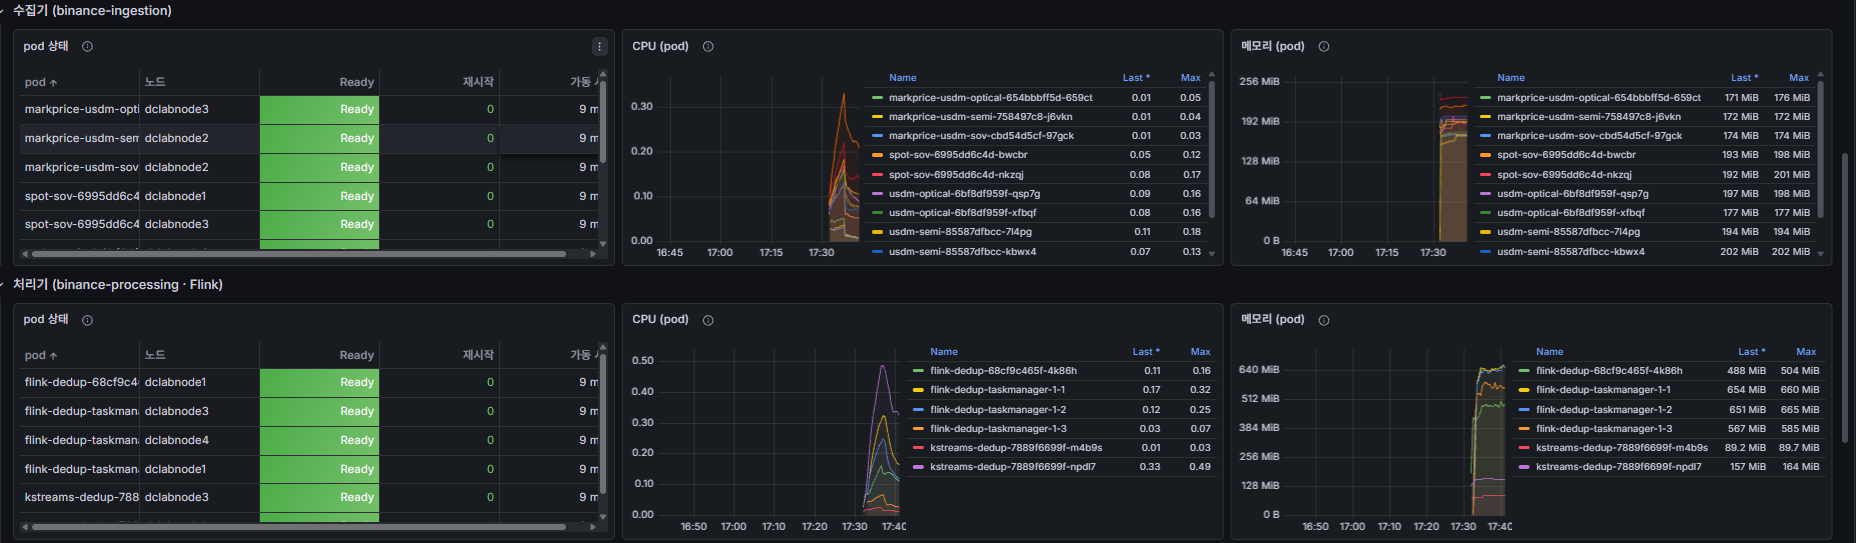 수집기 (binance-ingestion)
pod 상태
pod ↑ 노드 Ready 재시작 가동
markprice-usdm-opti dclabnode3 Ready 0 9 m
markprice-usdm-sem dclabnode2 Ready 0 9 m
markprice-usdm-sov dclabnode2 Ready 0 9 m
spot-sov-6995dd6c4 dclabnode1 Ready 0 9 m
spot-sov-6995dd6c4 dclabnode3 Ready 0 9 m
CPU (pod)
0.30
0.20
0.10
0.00
16:45 17:00 17:15 17:30
Name Last * Max
markprice-usdm-optical-654bbbff5d-659ct 0.01 0.05
markprice-usdm-semi-758497c8-j6vkn 0.01 0.04
markprice-usdm-sov-cbd54d5cf-97gck 0.01 0.03
spot-sov-6995dd6c4d-bwcbr 0.05 0.12
spot-sov-6995dd6c4d-nkzqj 0.08 0.17
usdm-optical-6bf8df959f-qsp7g 0.09 0.16
usdm-optical-6bf8df959f-xfbqf 0.08 0.16
usdm-semi-85587dfbcc-7l4pg 0.11 0.18
usdm-semi-85587dfbcc-kbwx4 0.07 0.13
메모리 (pod)
256 MiB
192 MiB
128 MiB
64 MiB
0 B
16:45 17:00 17:15 17:30
Name Last * Max
markprice-usdm-optical-654bbbff5d-659ct 171 MiB 176 MiB
markprice-usdm-semi-758497c8-j6vkn 172 MiB 172 MiB
markprice-usdm-sov-cbd54d5cf-97gck 174 MiB 174 MiB
spot-sov-6995dd6c4d-bwcbr 193 MiB 198 MiB
spot-sov-6995dd6c4d-nkzqj 192 MiB 201 MiB
usdm-optical-6bf8df959f-qsp7g 197 MiB 198 MiB
usdm-optical-6bf8df959f-xfbqf 177 MiB 177 MiB
usdm-semi-85587dfbcc-7l4pg 194 MiB 194 MiB
usdm-semi-85587dfbcc-kbwx4 202 MiB 202 MiB
처리기 (binance-processing · Flink)
pod 상태
pod ↑ 노드 Ready 재시작 가동
flink-dedup-68cf9c4 dclabnode1 Ready 0 9 m
flink-dedup-taskman dclabnode3 Ready 0 9 m
flink-dedup-taskman dclabnode4 Ready 0 9 m
flink-dedup-taskman dclabnode1 Ready 0 9 m
kstreams-dedup-788 dclabnode3 Ready 0 9 m
CPU (pod)
0.50
0.40
0.30
0.20
0.10
0.00
16:50 17:00 17:10 17:20 17:30 17:40
Name Last * Max
flink-dedup-68cf9c465f-4k86h 0.11 0.16
flink-dedup-taskmanager-1-1 0.17 0.32
flink-dedup-taskmanager-1-2 0.12 0.25
flink-dedup-taskmanager-1-3 0.03 0.07
kstreams-dedup-7889f6699f-m4b9s 0.01 0.03
kstreams-dedup-7889f6699f-npdl7 0.33 0.49
메모리 (pod)
640 MiB
512 MiB
384 MiB
256 MiB
128 MiB
0 B
16:50 17:00 17:10 17:20 17:30 17:40
Name Last * Max
flink-dedup-68cf9c465f-4k86h 488 MiB 504 MiB
flink-dedup-taskmanager-1-1 654 MiB 660 MiB
flink-dedup-taskmanager-1-2 651 MiB 665 MiB
flink-dedup-taskmanager-1-3 567 MiB 585 MiB
kstreams-dedup-7889f6699f-m4b9s 89.2 MiB 89.7 MiB
kstreams-dedup-7889f6699f-npdl7 157 MiB 164 MiB